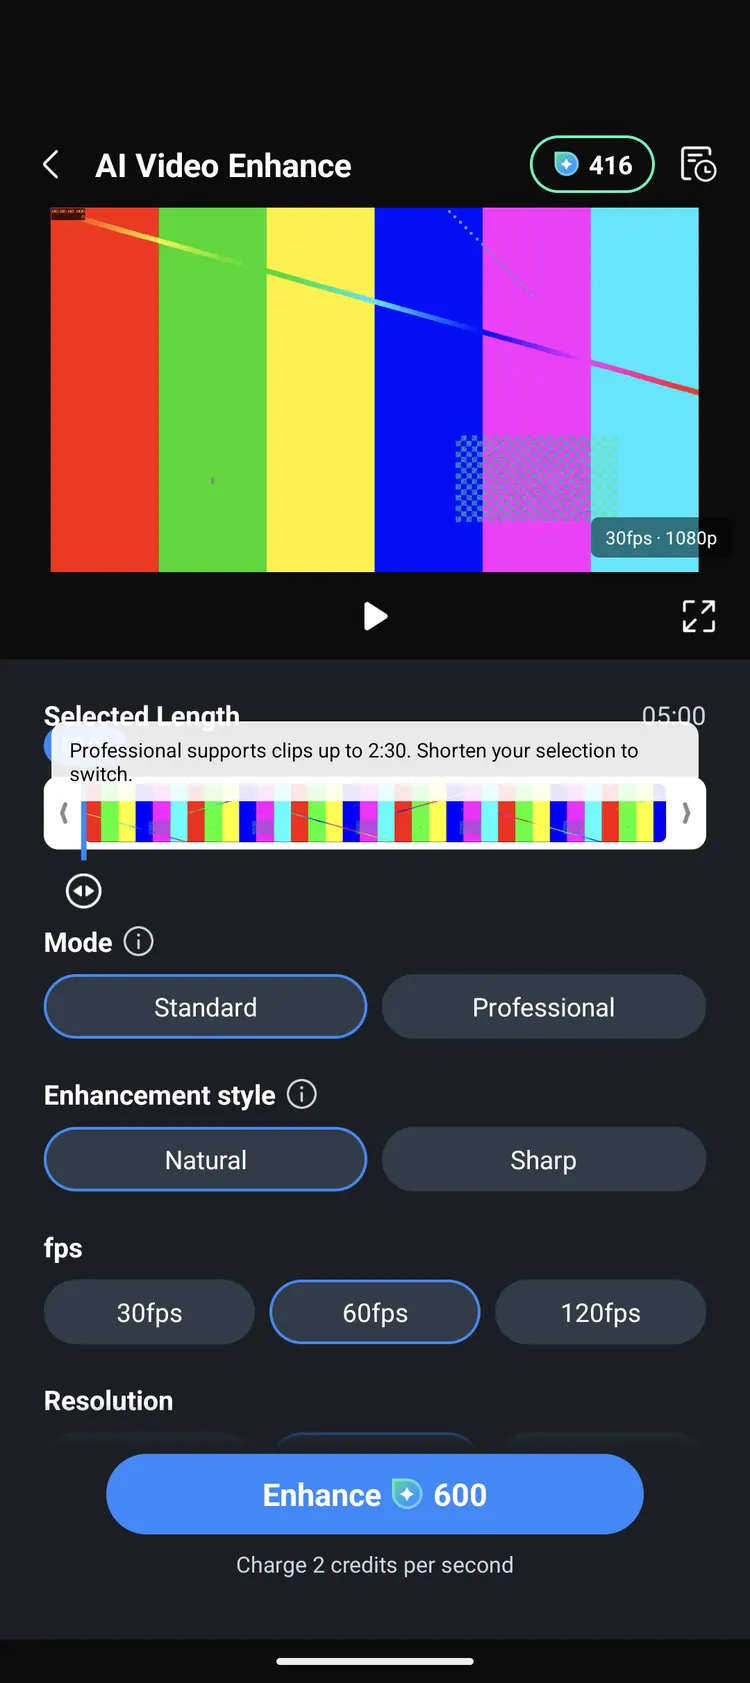 AI Video Enhance
416
30fps · 1080p
Selected Length
05:00
Professional supports clips up to 2:30. Shorten your selection to
switch.
Mode
Standard
Professional
Enhancement style
Natural
Sharp
fps
30fps
60fps
120fps
Resolution
Enhance 600
Charge 2 credits per second